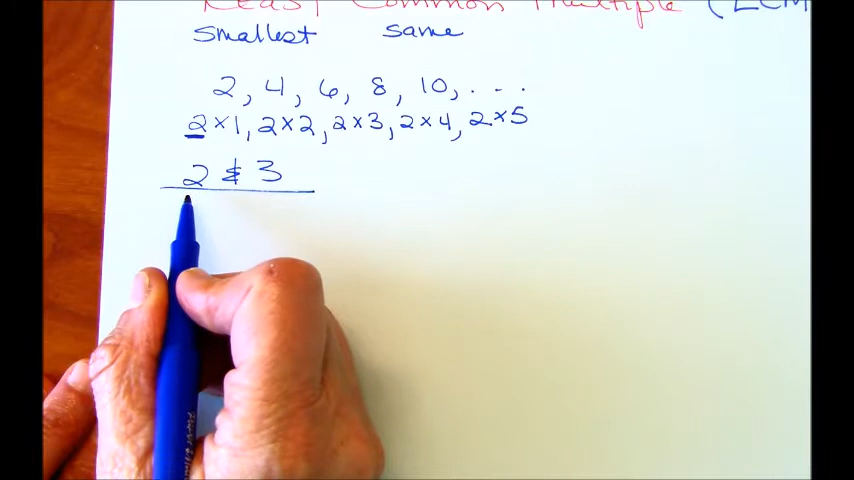 Least Common Multiple (LCM
smallest same
2, 4, 6, 8, 10, . . .
2×1, 2×2, 2×3, 2×4, 2×5
2 & 3